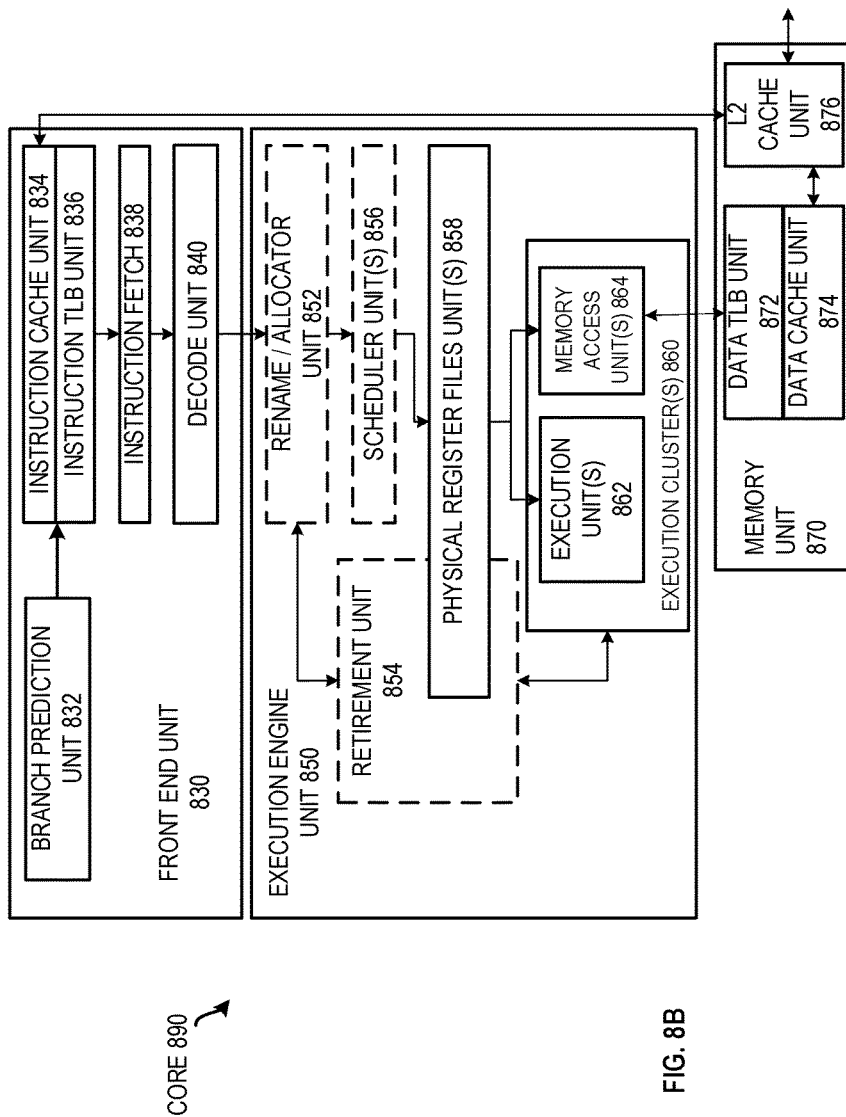 CORE 890
BRANCH PREDICTION
UNIT 832
FRONT END UNIT
830
INSTRUCTION CACHE UNIT 834
INSTRUCTION TLB UNIT 836
INSTRUCTION FETCH 838
DECODE UNIT 840
EXECUTION ENGINE
UNIT 850
RENAME / ALLOCATOR
UNIT 852
SCHEDULER UNIT(S) 856
RETIREMENT UNIT
854
PHYSICAL REGISTER FILES UNIT(S) 858
EXECUTION
UNIT(S)
862
MEMORY
ACCESS
UNIT(S) 864
EXECUTION CLUSTER(S) 860
MEMORY
UNIT
870
DATA TLB UNIT
872
DATA CACHE UNIT
874
L2
CACHE
UNIT
876
FIG. 8B